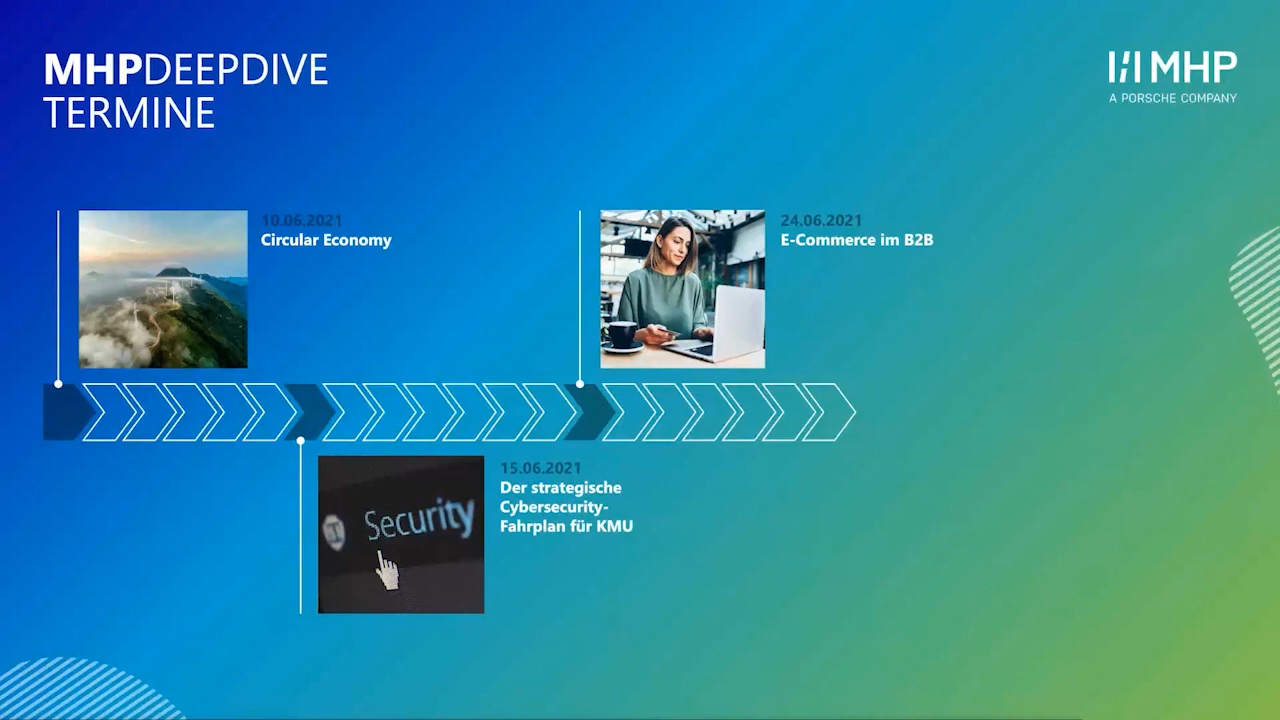 MHPDEEPDIVE
TERMINE
MHP
A PORSCHE COMPANY
10.06.2021
Circular Economy
24.06.2021
E-Commerce im B2B
Security
15.06.2021
Der strategische
Cybersecurity-
Fahrplan für KMU